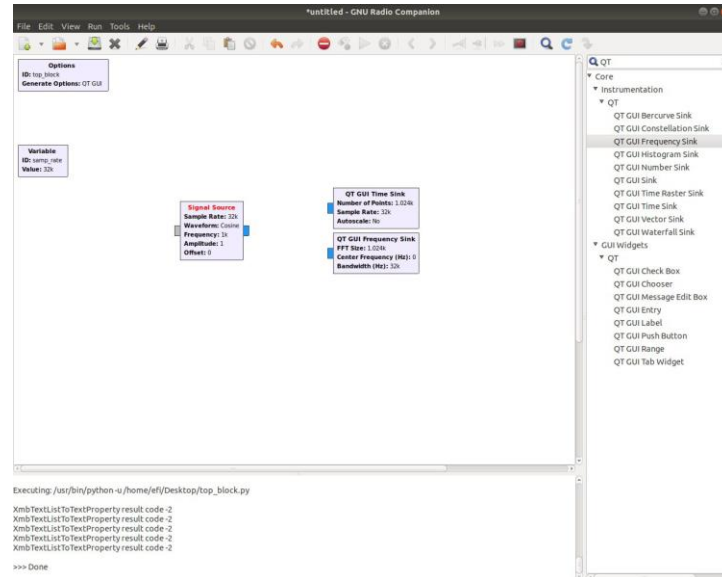 *untitled - GNU Radio Companion
File Edit View Run Tools Help
Options
ID: top_block
Generate Options: QT GUI
Variable
ID: samp_rate
Value: 32k
Signal Source
Sample Rate: 32k
Waveform: Cosine
Frequency: 1k
Amplitude: 1
Offset: 0
QT GUI Time Sink
Number of Points: 1.024k
Sample Rate: 32k
Autoscale: No
QT GUI Frequency Sink
FFT Size: 1.024k
Center Frequency (Hz): 0
Bandwidth (Hz): 32k
QT
Core
Instrumentation
QT
QT GUI Bercurve Sink
QT GUI Constellation Sink
QT GUI Frequency Sink
QT GUI Histogram Sink
QT GUI Number Sink
QT GUI Sink
QT GUI Time Raster Sink
QT GUI Time Sink
QT GUI Vector Sink
QT GUI Waterfall Sink
GUI Widgets
QT
QT GUI Check Box
QT GUI Chooser
QT GUI Message Edit Box
QT GUI Entry
QT GUI Label
QT GUI Push Button
QT GUI Range
QT GUI Tab Widget
Executing: /usr/bin/python -u /home/efi/Desktop/top_block.py
XmbTextListToTextProperty result code -2
XmbTextListToTextProperty result code -2
XmbTextListToTextProperty result code -2
XmbTextListToTextProperty result code -2
XmbTextListToTextProperty result code -2
>>> Done